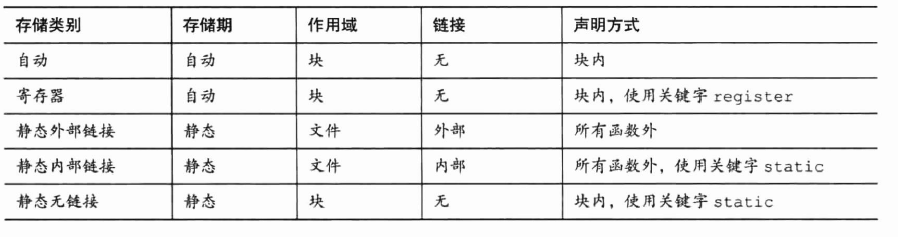 存储类别 存储期 作用域 链接 声明方式
自动 自动 块 无 块内
寄存器 自动 块 无 块内，使用关键字 register
静态外部链接 静态 文件 外部 所有函数外
静态内部链接 静态 文件 内部 所有函数外，使用关键字 static
静态无链接 静态 块 无 块内，使用关键字 static